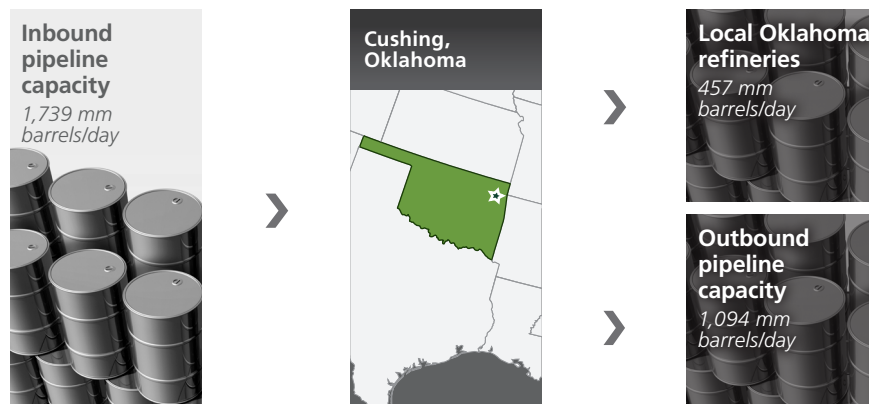 Inbound
pipeline
capacity
1,739 mm
barrels/day
Cushing,
Oklahoma
Local Oklahoma
refineries
457 mm
barrels/day
Outbound
pipeline
capacity
1,094 mm
barrels/day